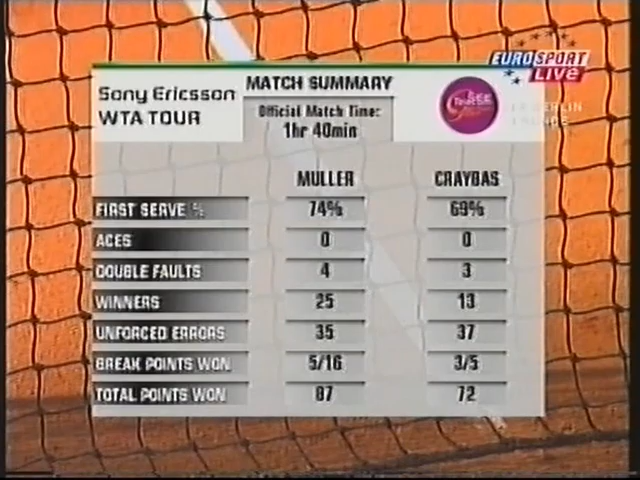 EUROSPORT
LIVE
Sony Ericsson
WTA TOUR
MATCH SUMMARY
Official Match Time:
1hr 40min
MULLER CRAYBAS
FIRST SERVE % 74% 69%
ACES 0 0
DOUBLE FAULTS 4 3
WINNERS 25 13
UNFORCED ERRORS 35 37
BREAK POINTS WON 5/16 3/5
TOTAL POINTS WON 87 72